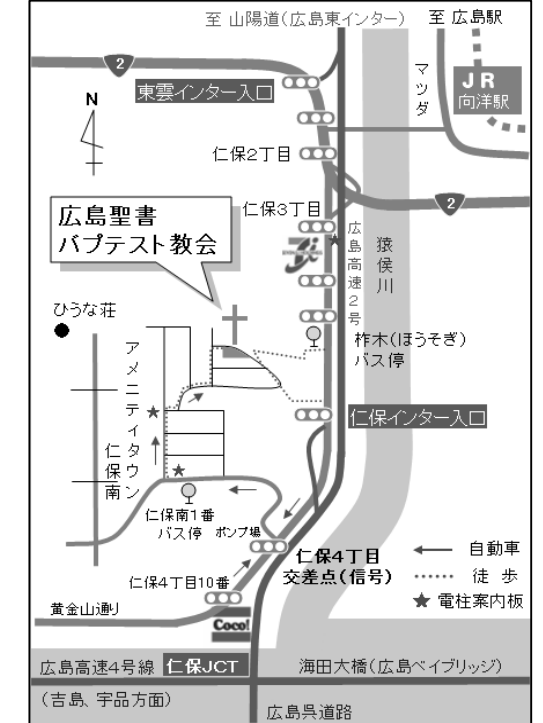 至 山陽道(広島東インター)
至 広島駅
2
東雲インター入口
マツダ
JR
向洋駅
N
仁保2丁目
仁保3丁目
2
広島聖書
バプテスト教会
広島高速2号
猿侯川
ひうな荘
柞木(ほうそぎ)
バス停
アメニティタウン
仁保南
仁保インター入口
仁保南1番
バス停
ポンプ場
仁保4丁目
交差点(信号)
自動車
徒 歩
電柱案内板
仁保4丁目10番
黄金山通り
Coco!
広島高速4号線
仁保JCT
海田大橋(広島ベイブリッジ)
(吉島、宇品方面)
広島呉道路